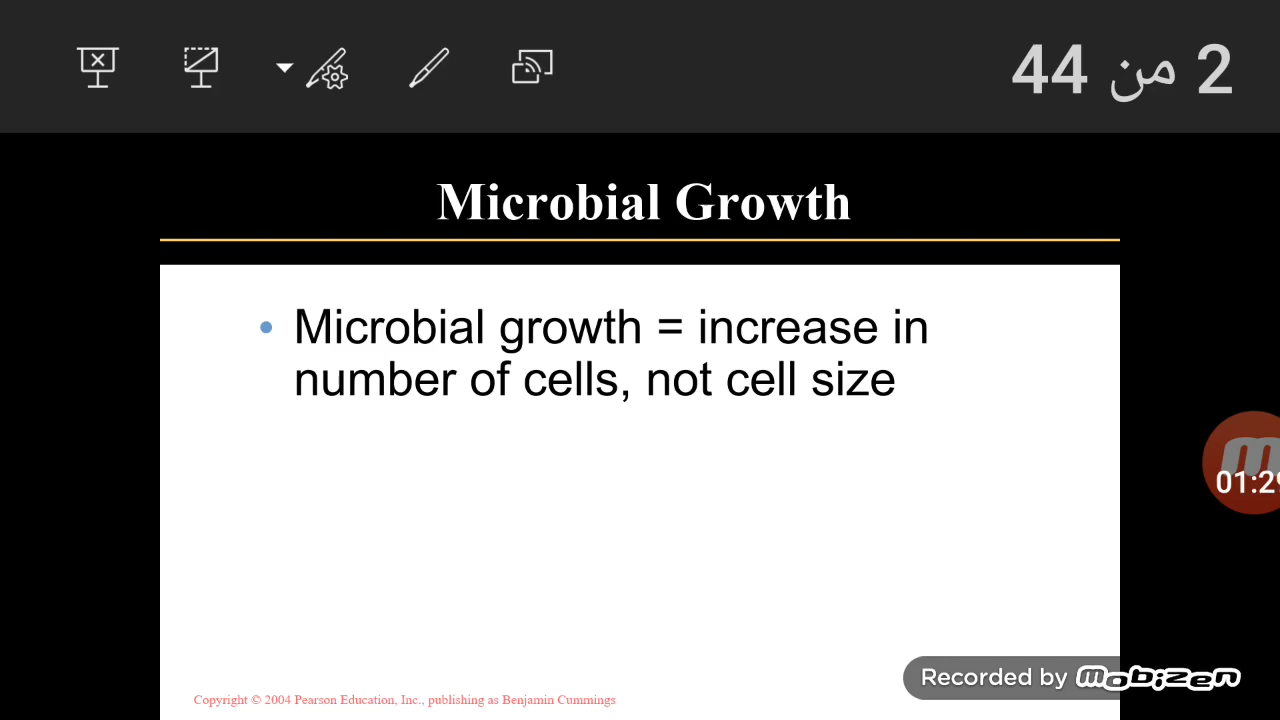 2 من 44
Microbial Growth
• Microbial growth = increase in
number of cells, not cell size
01:29
Copyright © 2004 Pearson Education, Inc., publishing as Benjamin Cummings
Recorded by mobizen